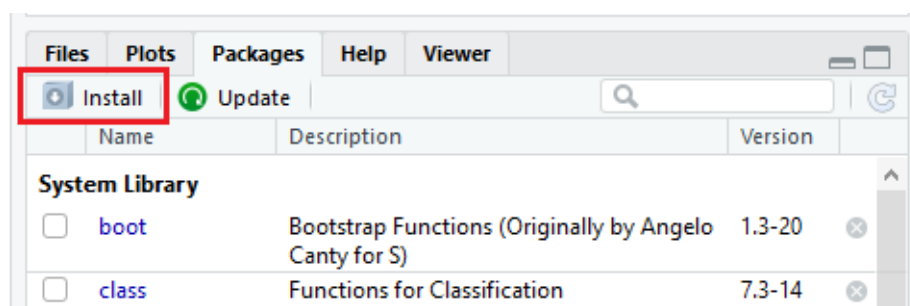 Files Plots Packages Help Viewer
Install Update
Name Description Version
System Library
boot Bootstrap Functions (Originally by Angelo 1.3-20
Canty for S)
class Functions for Classification 7.3-14